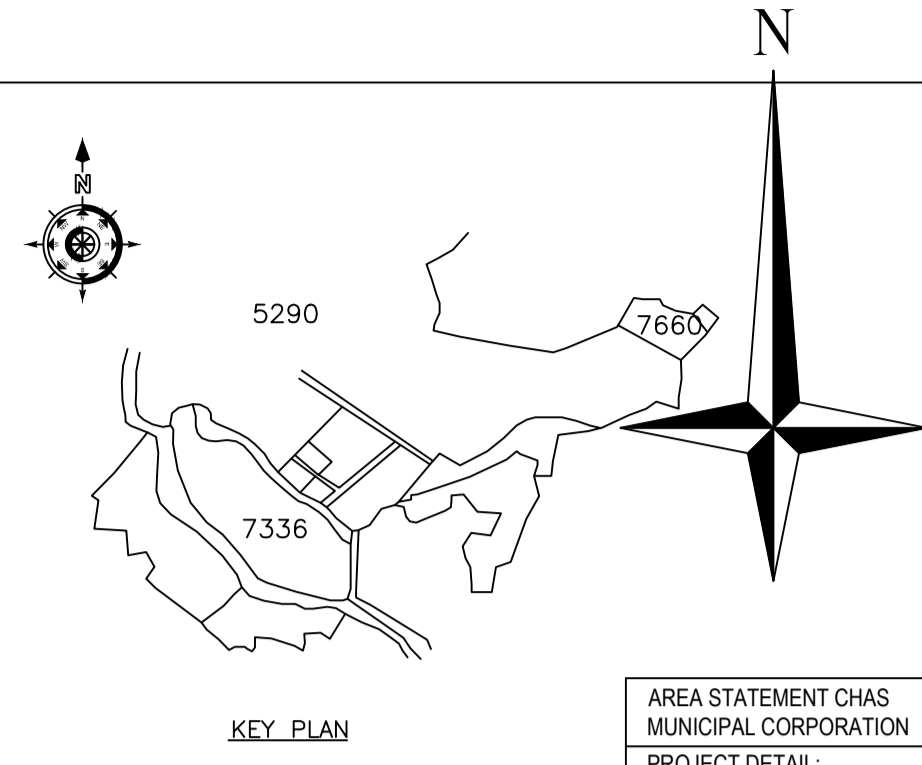 N
N
5290
7660
7336
KEY PLAN
AREA STATEMENT CHAS
MUNICIPAL CORPORATION
PROJECT DETAIL: